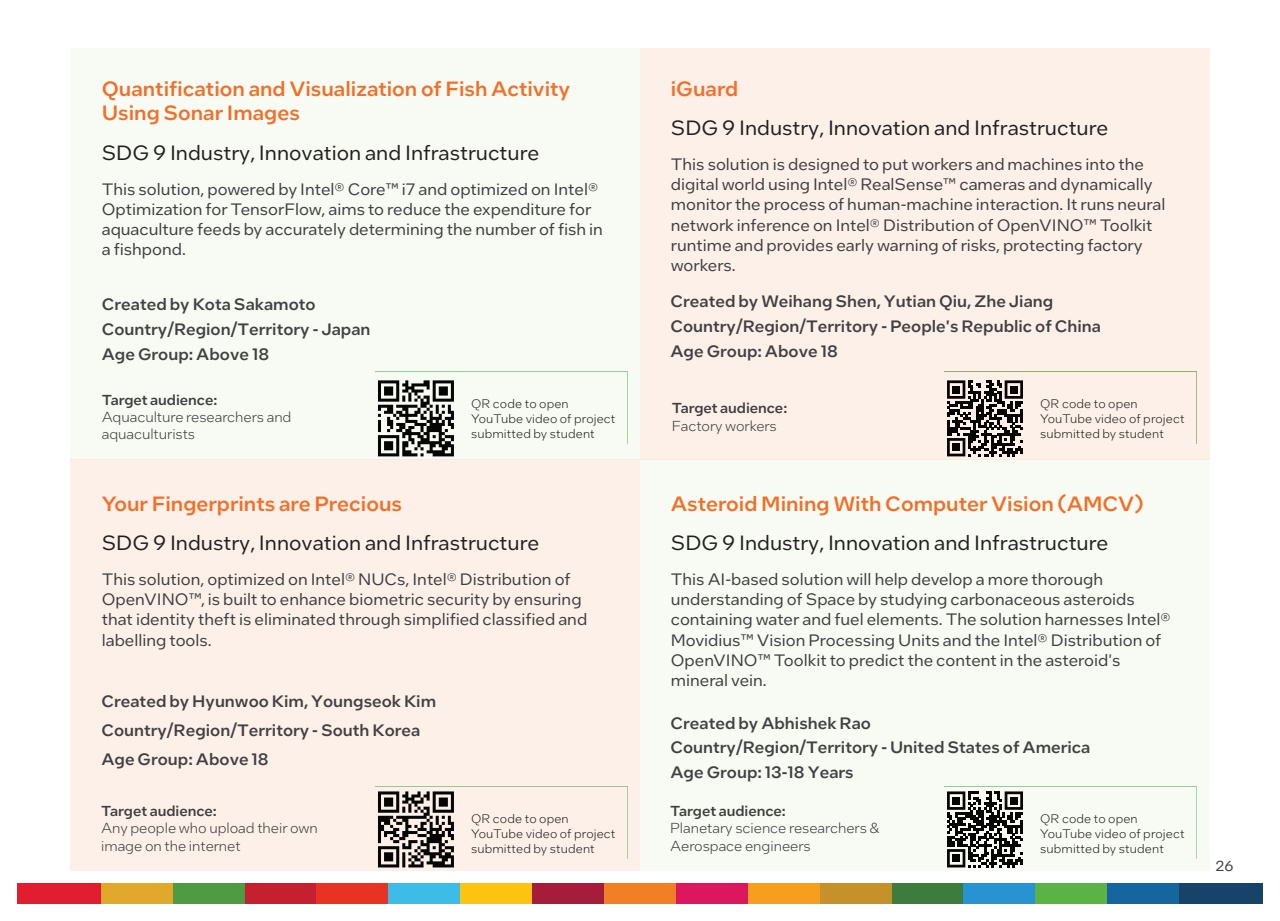 Quantification and Visualization of Fish Activity
Using Sonar Images
SDG 9 Industry, Innovation and Infrastructure
This solution, powered by Intel® Core™ i7 and optimized on Intel®
Optimization for TensorFlow, aims to reduce the expenditure for
aquaculture feeds by accurately determining the number of fish in
a fishpond.
Created by Kota Sakamoto
Country/Region/Territory - Japan
Age Group: Above 18
Target audience:
Aquaculture researchers and
aquaculturists
QR code to open
YouTube video of project
submitted by student
iGuard
SDG 9 Industry, Innovation and Infrastructure
This solution is designed to put workers and machines into the
digital world using Intel® RealSense™ cameras and dynamically
monitor the process of human-machine interaction. It runs neural
network inference on Intel® Distribution of OpenVINO™ Toolkit
runtime and provides early warning of risks, protecting factory
workers.
Created by Weihang Shen, Yutian Qiu, Zhe Jiang
Country/Region/Territory - People's Republic of China
Age Group: Above 18
Target audience:
Factory workers
QR code to open
YouTube video of project
submitted by student
Your Fingerprints are Precious
SDG 9 Industry, Innovation and Infrastructure
This solution, optimized on Intel® NUCs, Intel® Distribution of
OpenVINO™, is built to enhance biometric security by ensuring
that identity theft is eliminated through simplified classified and
labelling tools.
Created by Hyunwoo Kim, Youngseok Kim
Country/Region/Territory - South Korea
Age Group: Above 18
Target audience:
Any people who upload their own
image on the internet
QR code to open
YouTube video of project
submitted by student
Asteroid Mining With Computer Vision (AMCV)
SDG 9 Industry, Innovation and Infrastructure
This AI-based solution will help develop a more thorough
understanding of Space by studying carbonaceous asteroids
containing water and fuel elements. The solution harnesses Intel®
Movidius™ Vision Processing Units and the Intel® Distribution of
OpenVINO™ Toolkit to predict the content in the asteroid's
mineral vein.
Created by Abhishek Rao
Country/Region/Territory - United States of America
Age Group: 13-18 Years
Target audience:
Planetary science researchers &
Aerospace engineers
QR code to open
YouTube video of project
submitted by student
26